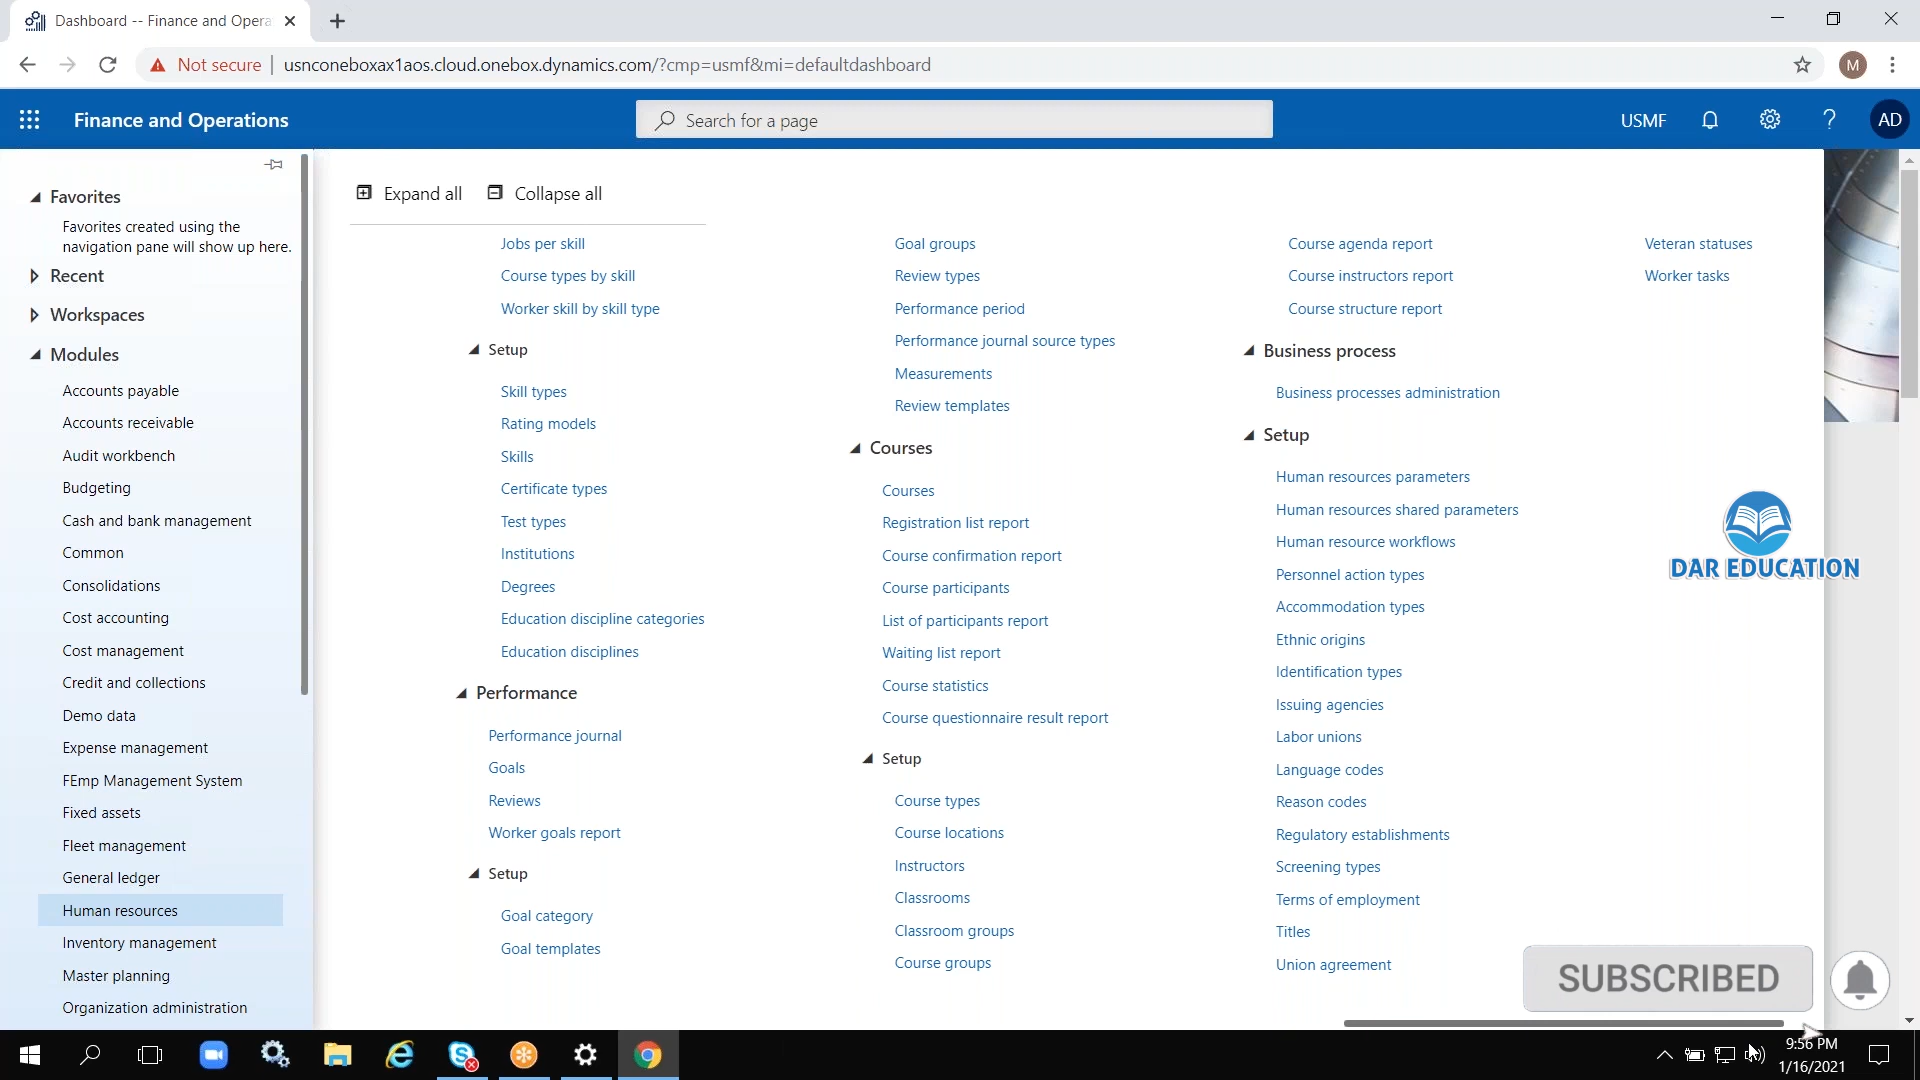 Dashboard -- Finance and Opera
Not secure
usnconeboxax1aos.cloud.onebox.dynamics.com/?cmp=usmf&mi=defaultdashboard
M
Finance and Operations
Search for a page
USMF
?
AD
Favorites
Favorites created using the
navigation pane will show up here.
Recent
Workspaces
Modules
Accounts payable
Accounts receivable
Audit workbench
Budgeting
Cash and bank management
Common
Consolidations
Cost accounting
Cost management
Credit and collections
Demo data
Expense management
FEmp Management System
Fixed assets
Fleet management
General ledger
Human resources
Inventory management
Master planning
Organization administration
Expand all
Collapse all
Jobs per skill
Course types by skill
Worker skill by skill type
Setup
Skill types
Rating models
Skills
Certificate types
Test types
Institutions
Degrees
Education discipline categories
Education disciplines
Performance
Performance journal
Goals
Reviews
Worker goals report
Setup
Goal category
Goal templates
Goal groups
Review types
Performance period
Performance journal source types
Measurements
Review templates
Courses
Courses
Registration list report
Course confirmation report
Course participants
List of participants report
Waiting list report
Course statistics
Course questionnaire result report
Setup
Course types
Course locations
Instructors
Classrooms
Classroom groups
Course groups
Course agenda report
Course instructors report
Course structure report
Business process
Business processes administration
Setup
Human resources parameters
Human resources shared parameters
Human resource workflows
Personnel action types
Accommodation types
Ethnic origins
Identification types
Issuing agencies
Labor unions
Language codes
Reason codes
Regulatory establishments
Screening types
Terms of employment
Titles
Union agreement
Veteran statuses
Worker tasks
DAR EDUCATION
SUBSCRIBED
9:56 PM
1/16/2021